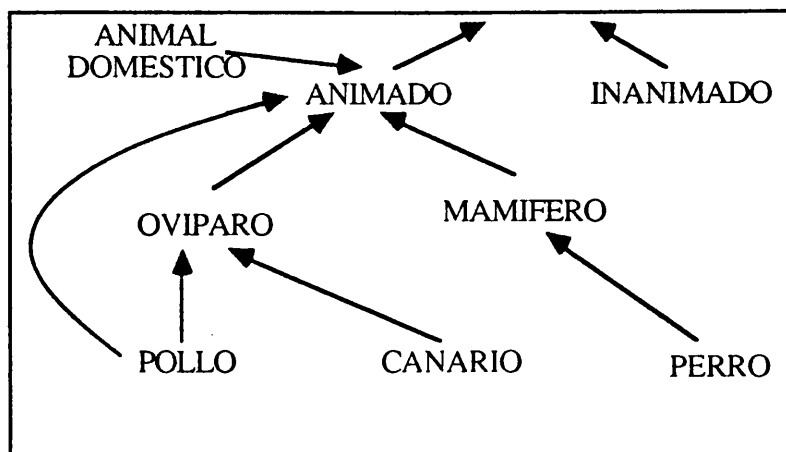 ANIMAL
DOMESTICO
ANIMADO
INANIMADO
OVIPARO
MAMIFERO
POLLO
CANARIO
PERRO